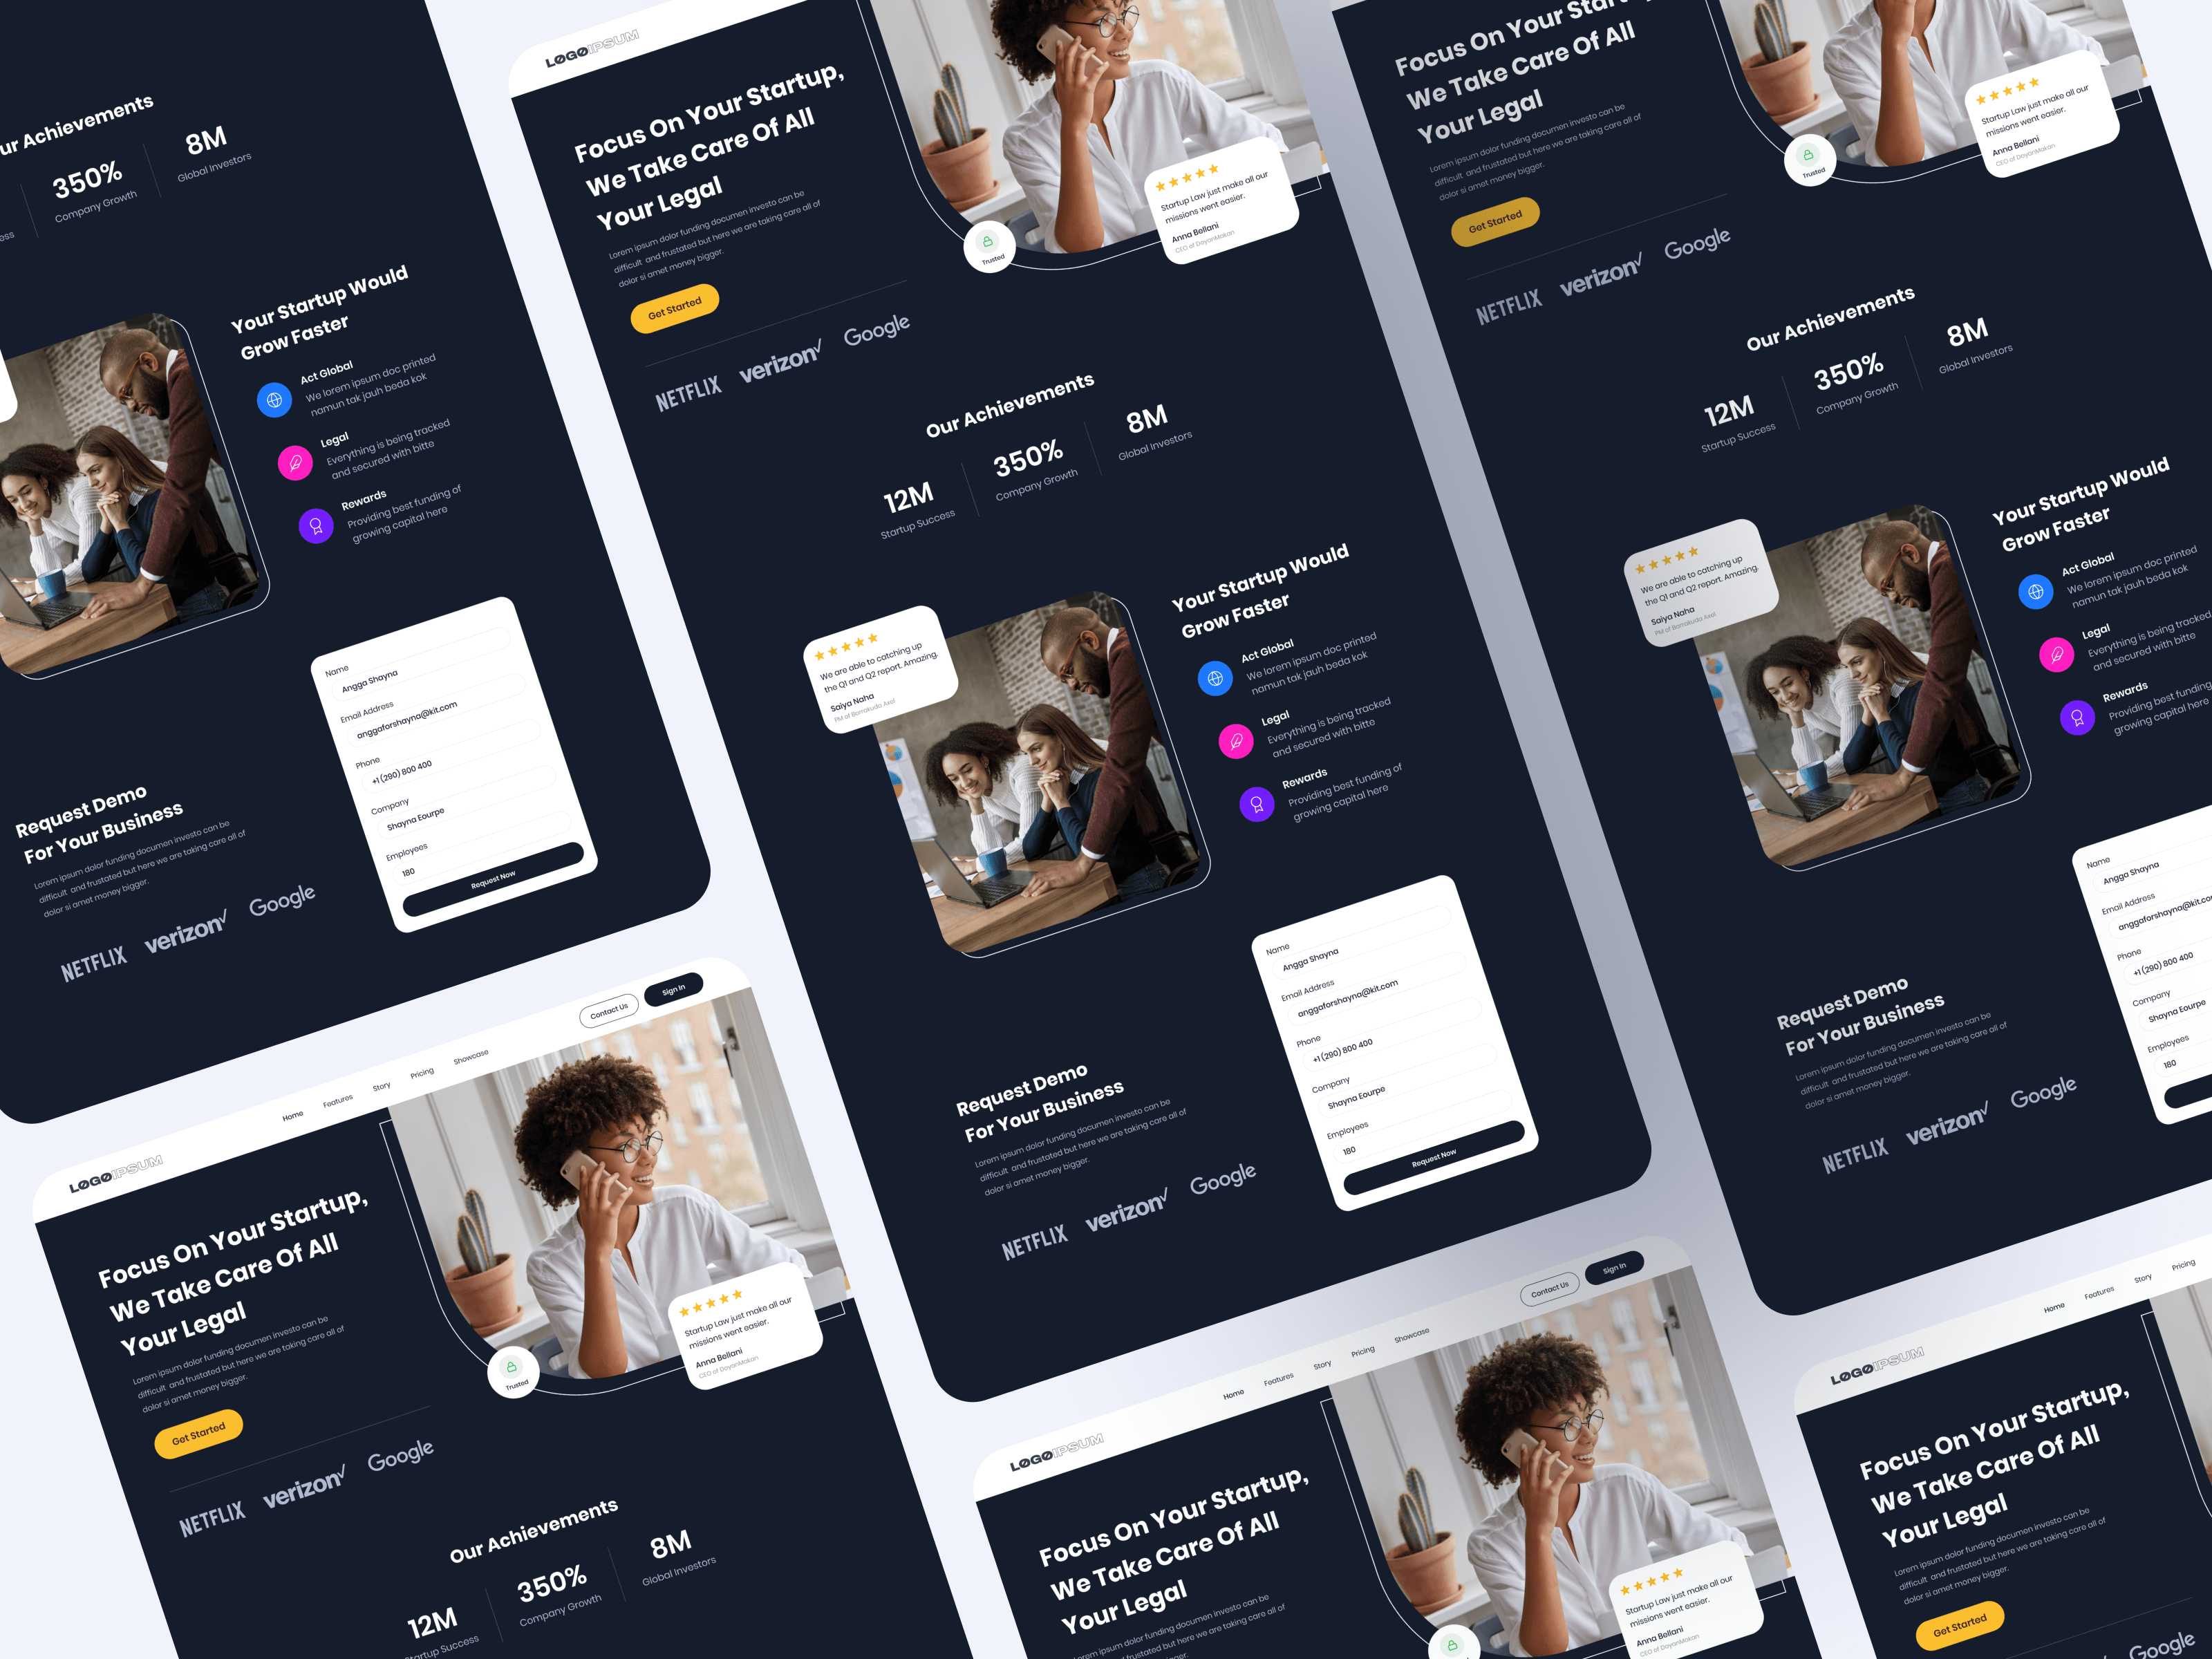 ur Achievements
350%
Company Growth
8M
Global Investors
ess
Your Startup Would
Grow Faster
Act Global
We lorem ipsum doc printed
namun tak jauh beda kok
Legal
Everything is being tracked
and secured with bitte
Rewards
Providing best funding of
growing capital here
Request Demo
For Your Business
Lorem ipsum dolor funding documen investo can be
difficult and frustated but here we are taking care all of
dolor si amet money bigger.
NETFLIX
verizon
Google
Name
Angga Shayna
Email Address
anggaforshayna@kit.com
Phone
+1 (290) 800 400
Company
Shayna Eourpe
Employees
180
Request Now
LOGOIPSUM
Focus On Your Startup,
We Take Care Of All
Your Legal
Lorem ipsum dolor funding documen investo can be
difficult and frustated but here we are taking care all of
dolor si amet money bigger.
Get Started
NETFLIX
verizon
Google
Trusted
Startup Law just make all our
missions went easier.
Anna Bellani
CEO of DoyanMakan
Our Achievements
12M
Startup Success
350%
Company Growth
8M
Global Investors
We are able to catching up
the Q1 and Q2 report. Amazing.
Saiya Naha
PM of Barrakuda Axel
Your Startup Would
Grow Faster
Act Global
We lorem ipsum doc printed
namun tak jauh beda kok
Legal
Everything is being tracked
and secured with bitte
Rewards
Providing best funding of
growing capital here
Request Demo
For Your Business
Lorem ipsum dolor funding documen investo can be
difficult and frustated but here we are taking care all of
dolor si amet money bigger.
NETFLIX
verizon
Google
Name
Angga Shayna
Email Address
anggaforshayna@kit.com
Phone
+1 (290) 800 400
Company
Shayna Eourpe
Employees
180
Request Now
Focus On Your Startup,
We Take Care Of All
Your Legal
Lorem ipsum dolor funding documen investo can be
difficult and frustated but here we are taking care all of
dolor si amet money bigger.
Get Started
NETFLIX
verizon
Google
Trusted
Startup Law just make all our
missions went easier.
Anna Bellani
CEO of DoyanMakan
Our Achievements
12M
Startup Success
350%
Company Growth
8M
Global Investors
We are able to catching up
the Q1 and Q2 report. Amazing.
Saiya Naha
PM of Barrakuda Axel
Your Startup Would
Grow Faster
Act Global
We lorem ipsum doc printed
namun tak jauh beda kok
Legal
Everything is being tracked
and secured with bitte
Rewards
Providing best funding
growing capital here
Request Demo
For Your Business
Lorem ipsum dolor funding documen investo can be
difficult and frustated but here we are taking care all of
dolor si amet money bigger.
NETFLIX
verizon
Google
Name
Angga Shayna
Email Address
anggaforshayna@kit.co
Phone
+1 (290) 800 400
Company
Shayna Eourpe
Employees
180
LOGOIPSUM
Home
Features
Story
Pricing
Showcase
Contact Us
Sign In
Focus On Your Startup,
We Take Care Of All
Your Legal
Lorem ipsum dolor funding documen investo can be
difficult and frustated but here we are taking care all of
dolor si amet money bigger.
Get Started
NETFLIX
verizon
Google
Trusted
Startup Law just make all our
missions went easier.
Anna Bellani
CEO of DoyanMakan
Our Achievements
12M
tartup Success
350%
Company Growth
8M
Global Investors
LOGOIPSUM
Home
Features
Story
Pricing
Showcase
Contact Us
Sign In
Focus On Your Startup,
We Take Care Of All
Your Legal
orem ipsum dolor funding documen investo can be
frustated but here we are taking care all of
bigger.
Startup Law just make all our
missions went easier.
Anna Bellani
CEO of DoyanMakan
LOGOIPSUM
Home
Features
Story
Pricing
Focus On Your Startup,
We Take Care Of All
Your Legal
Lorem ipsum dolor funding documen investo can be
difficult and frustated but here we are taking care all of
dolor si amet money bigger.
Get Started
Google